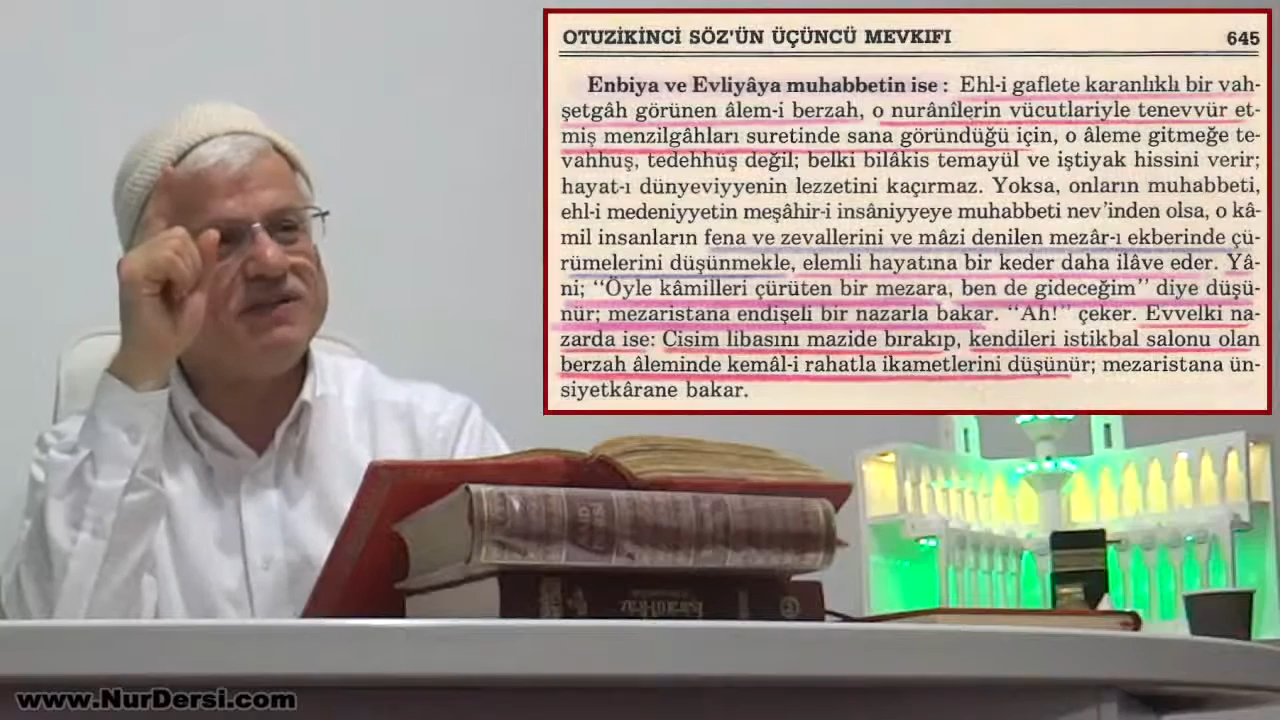 OTUZİKİNCİ SÖZ'ÜN ÜÇÜNCÜ MEVKIFI 645
Enbiya ve Evliyâya muhabbetin ise : Ehl-i gaflete karanlıklı bir vah-
şetgâh görünen âlem-i berzah, o nurânîlerin vücutlariyle tenevvür et-
miş menzilgâhları suretinde sana göründüğü için, o âleme gitmeğe te-
vahhuş, tedehhüş değil; belki bilâkis temayül ve iştiyak hissini verir;
hayat-ı dünyeviyyenin lezzetini kaçırmaz. Yoksa, onların muhabbeti,
ehl-i medeniyyetin meşâhir-i insâniyyeye muhabbeti nev'inden olsa, o kâ-
mil insanların fena ve zevallerini ve mâzi denilen mezâr-ı ekberinde çü-
rümelerini düşünmekle, elemli hayatına bir keder daha ilâve eder. Yâ-
ni; "Öyle kâmilleri çürüten bir mezara, ben de gideceğim" diye düşü-
nür; mezaristana endişeli bir nazarla bakar. "Ah!" çeker. Evvelki na-
zarda ise: Cisim libasını mazide bırakıp, kendileri istikbal salonu olan
berzah âleminde kemâl-i rahatla ikametlerini düşünür; mezaristana ün-
siyetkârane bakar.
www.NurDersi.com